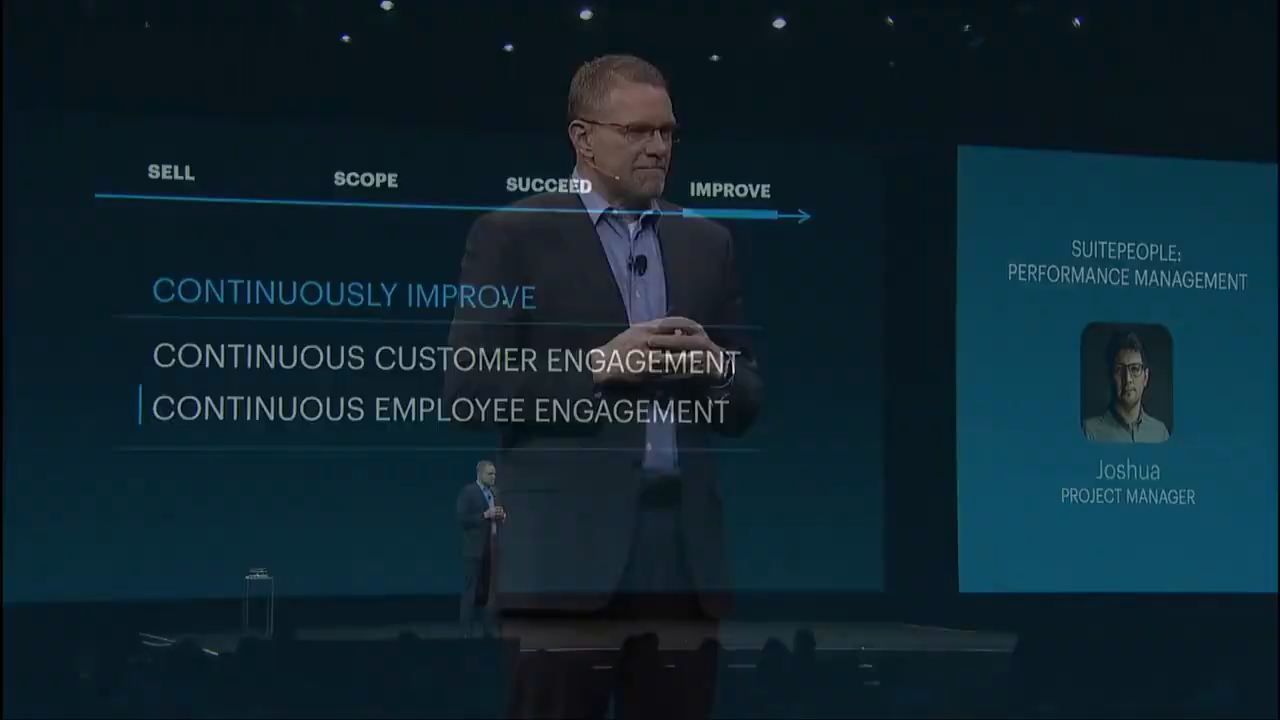 SELL
SCOPE
SUCCEED
IMPROVE
CONTINUOUSLY IMPROVE
CONTINUOUS CUSTOMER ENGAGEMENT
CONTINUOUS EMPLOYEE ENGAGEMENT
SUITEPEOPLE:
PERFORMANCE MANAGEMENT
Joshua
PROJECT MANAGER